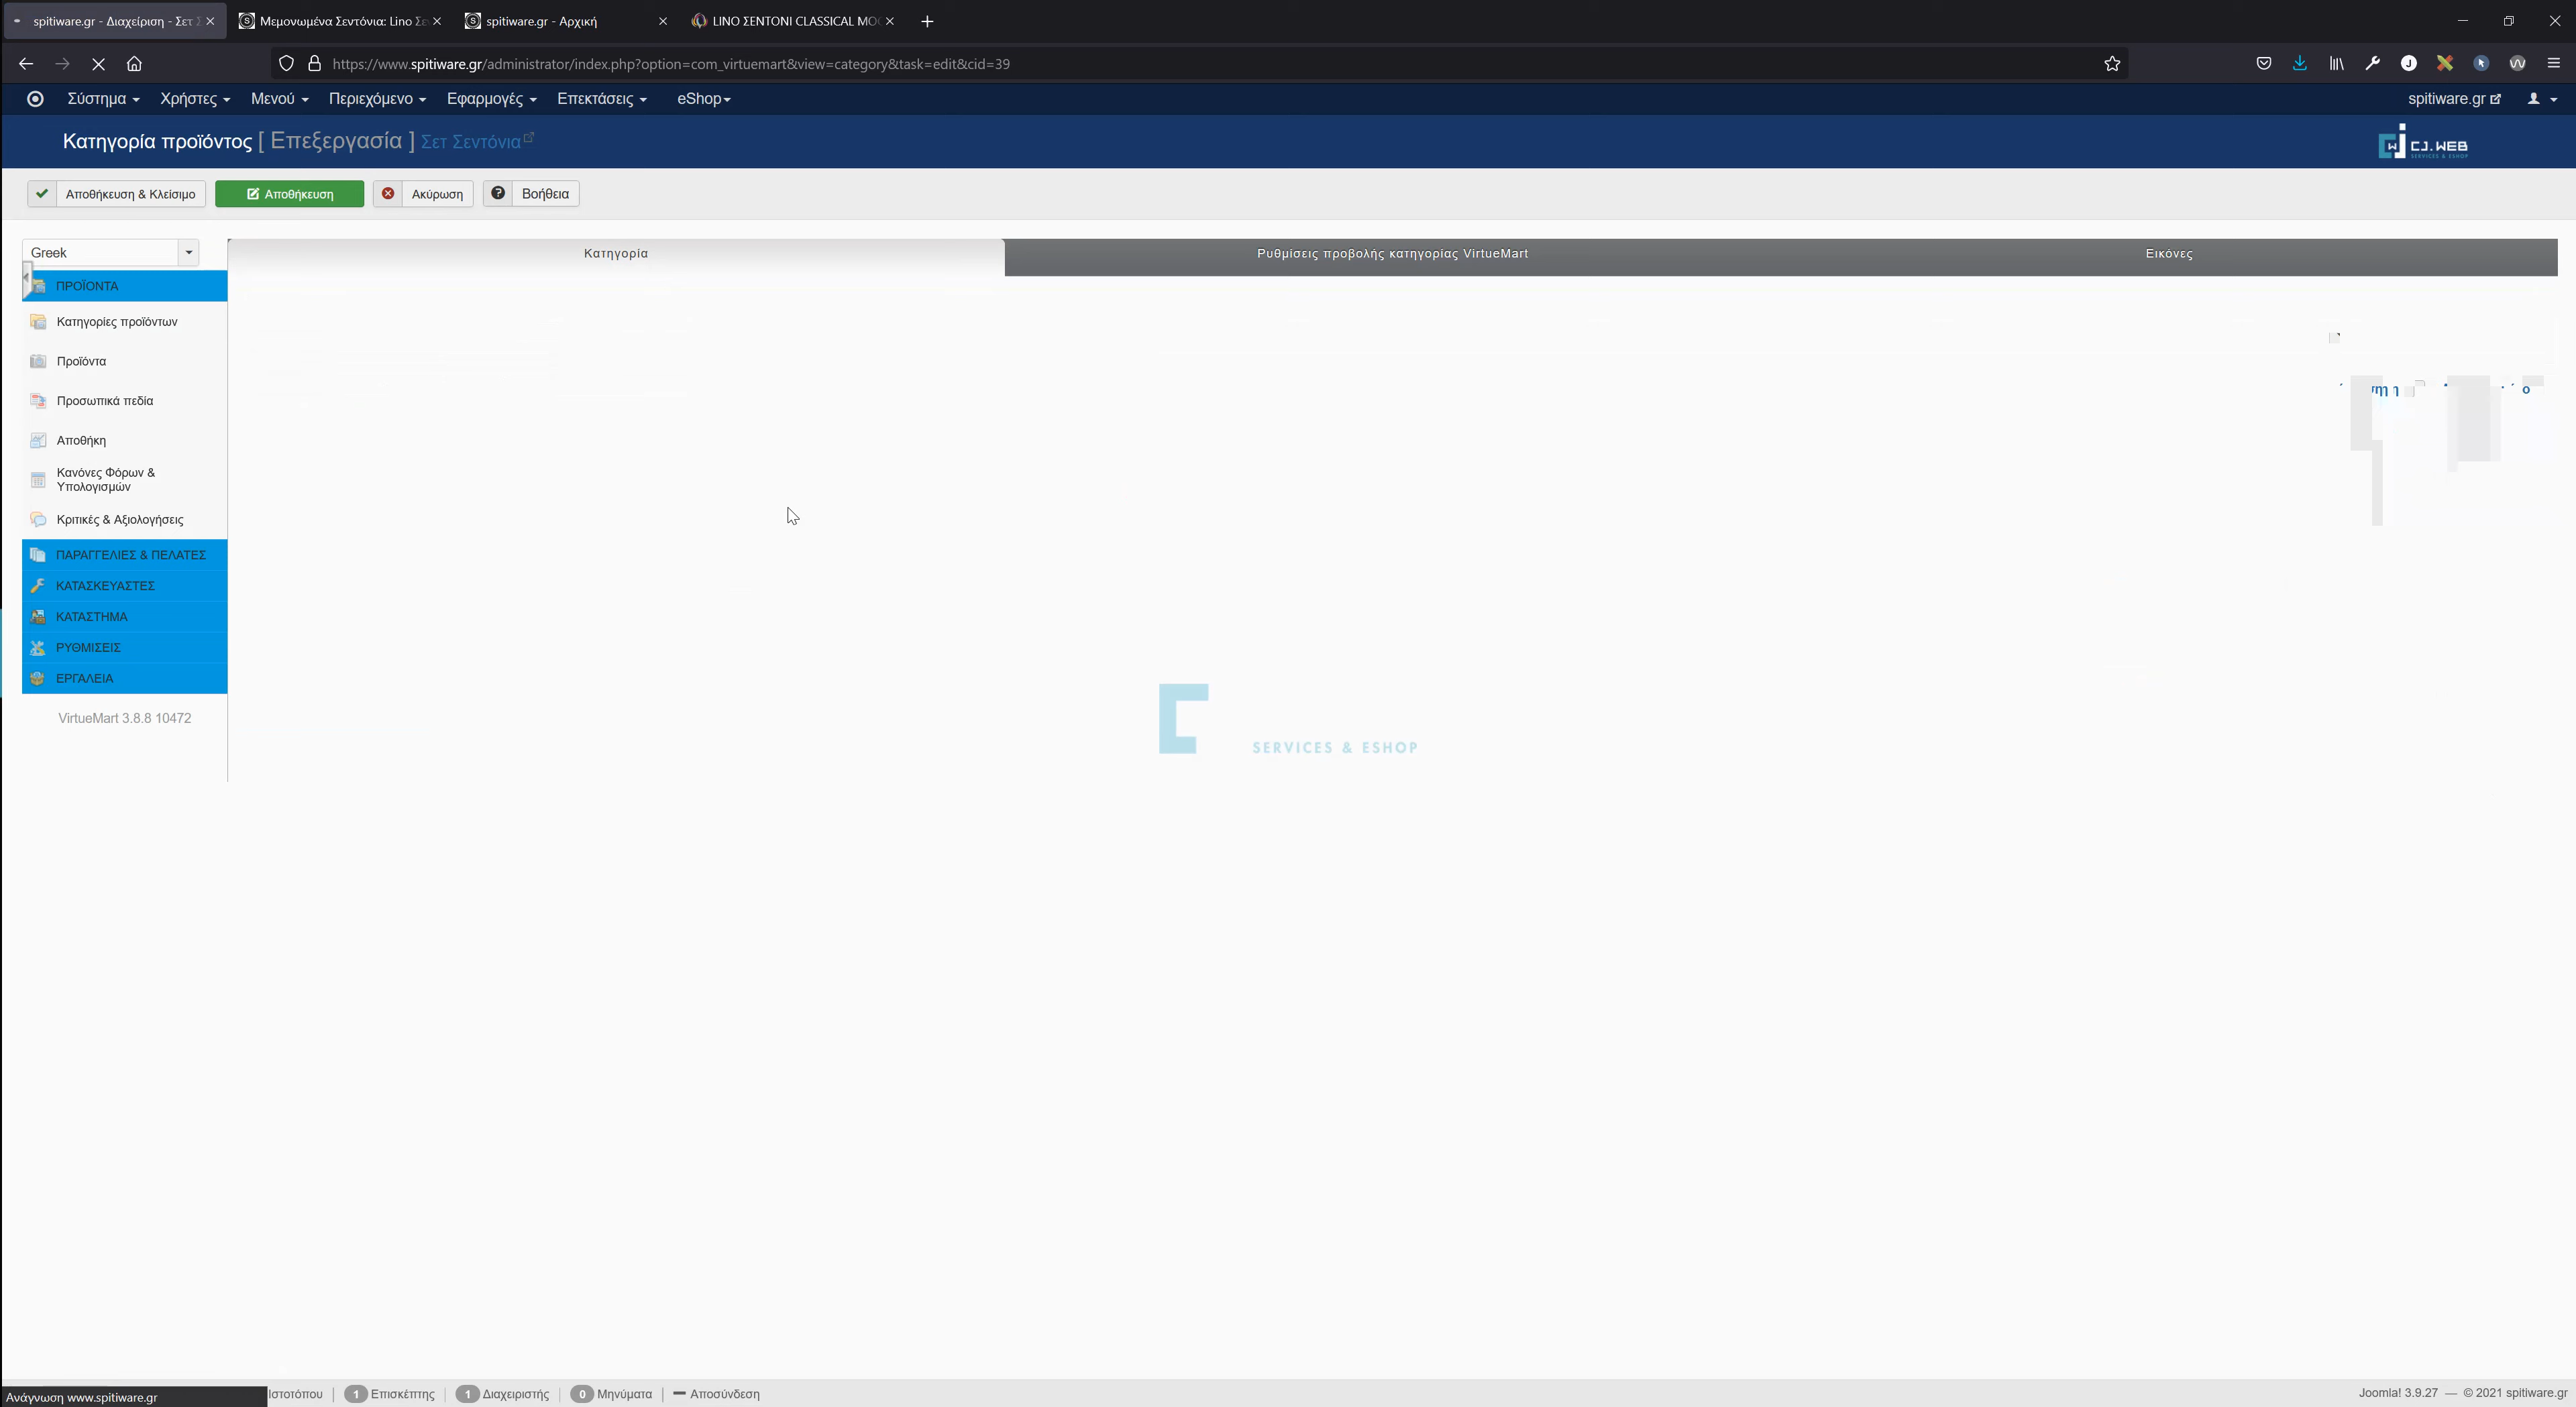 spitiware.gr - Διαχείριση - Σετ Σ
Μεμονωμένα Σεντόνια: Lino Σε
spitiware.gr - Αρχική
LINO ΣΕΝΤΟΝΙ CLASSICAL MO
https://www.spitiware.gr/administrator/index.php?option=com_virtuemart&view=category&task=edit&cid=39
Σύστημα Χρήστες Μενού Περιεχόμενο Εφαρμογές Επεκτάσεις eShop spitiware.gr
Κατηγορία προϊόντος [ Επεξεργασία ] Σετ Σεντόνια
CJ.WEB
SERVICES & ESHOP
Αποθήκευση & Κλείσιμο Αποθήκευση Ακύρωση Βοήθεια
Greek
Κατηγορία Ρυθμίσεις προβολής κατηγορίας VirtueMart Εικόνες
ΠΡΟΪΌΝΤΑ
Κατηγορίες προϊόντων
Προϊόντα
Προσωπικά πεδία
Αποθήκη
Κανόνες Φόρων &
Υπολογισμών
Κριτικές & Αξιολογήσεις
ΠΑΡΑΓΓΕΛΙΕΣ & ΠΕΛΑΤΕΣ
ΚΑΤΑΣΚΕΥΑΣΤΕΣ
ΚΑΤΑΣΤΗΜΑ
ΡΥΘΜΙΣΕΙΣ
ΕΡΓΑΛΕΙΑ
VirtueMart 3.8.8 10472
SERVICES & ESHOP
Ανάγνωση www.spitiware.gr
Ιστοτόπου 1 Επισκέπτης 1 Διαχειριστής 0 Μηνύματα Αποσύνδεση
Joomla! 3.9.27 — © 2021 spitiware.gr